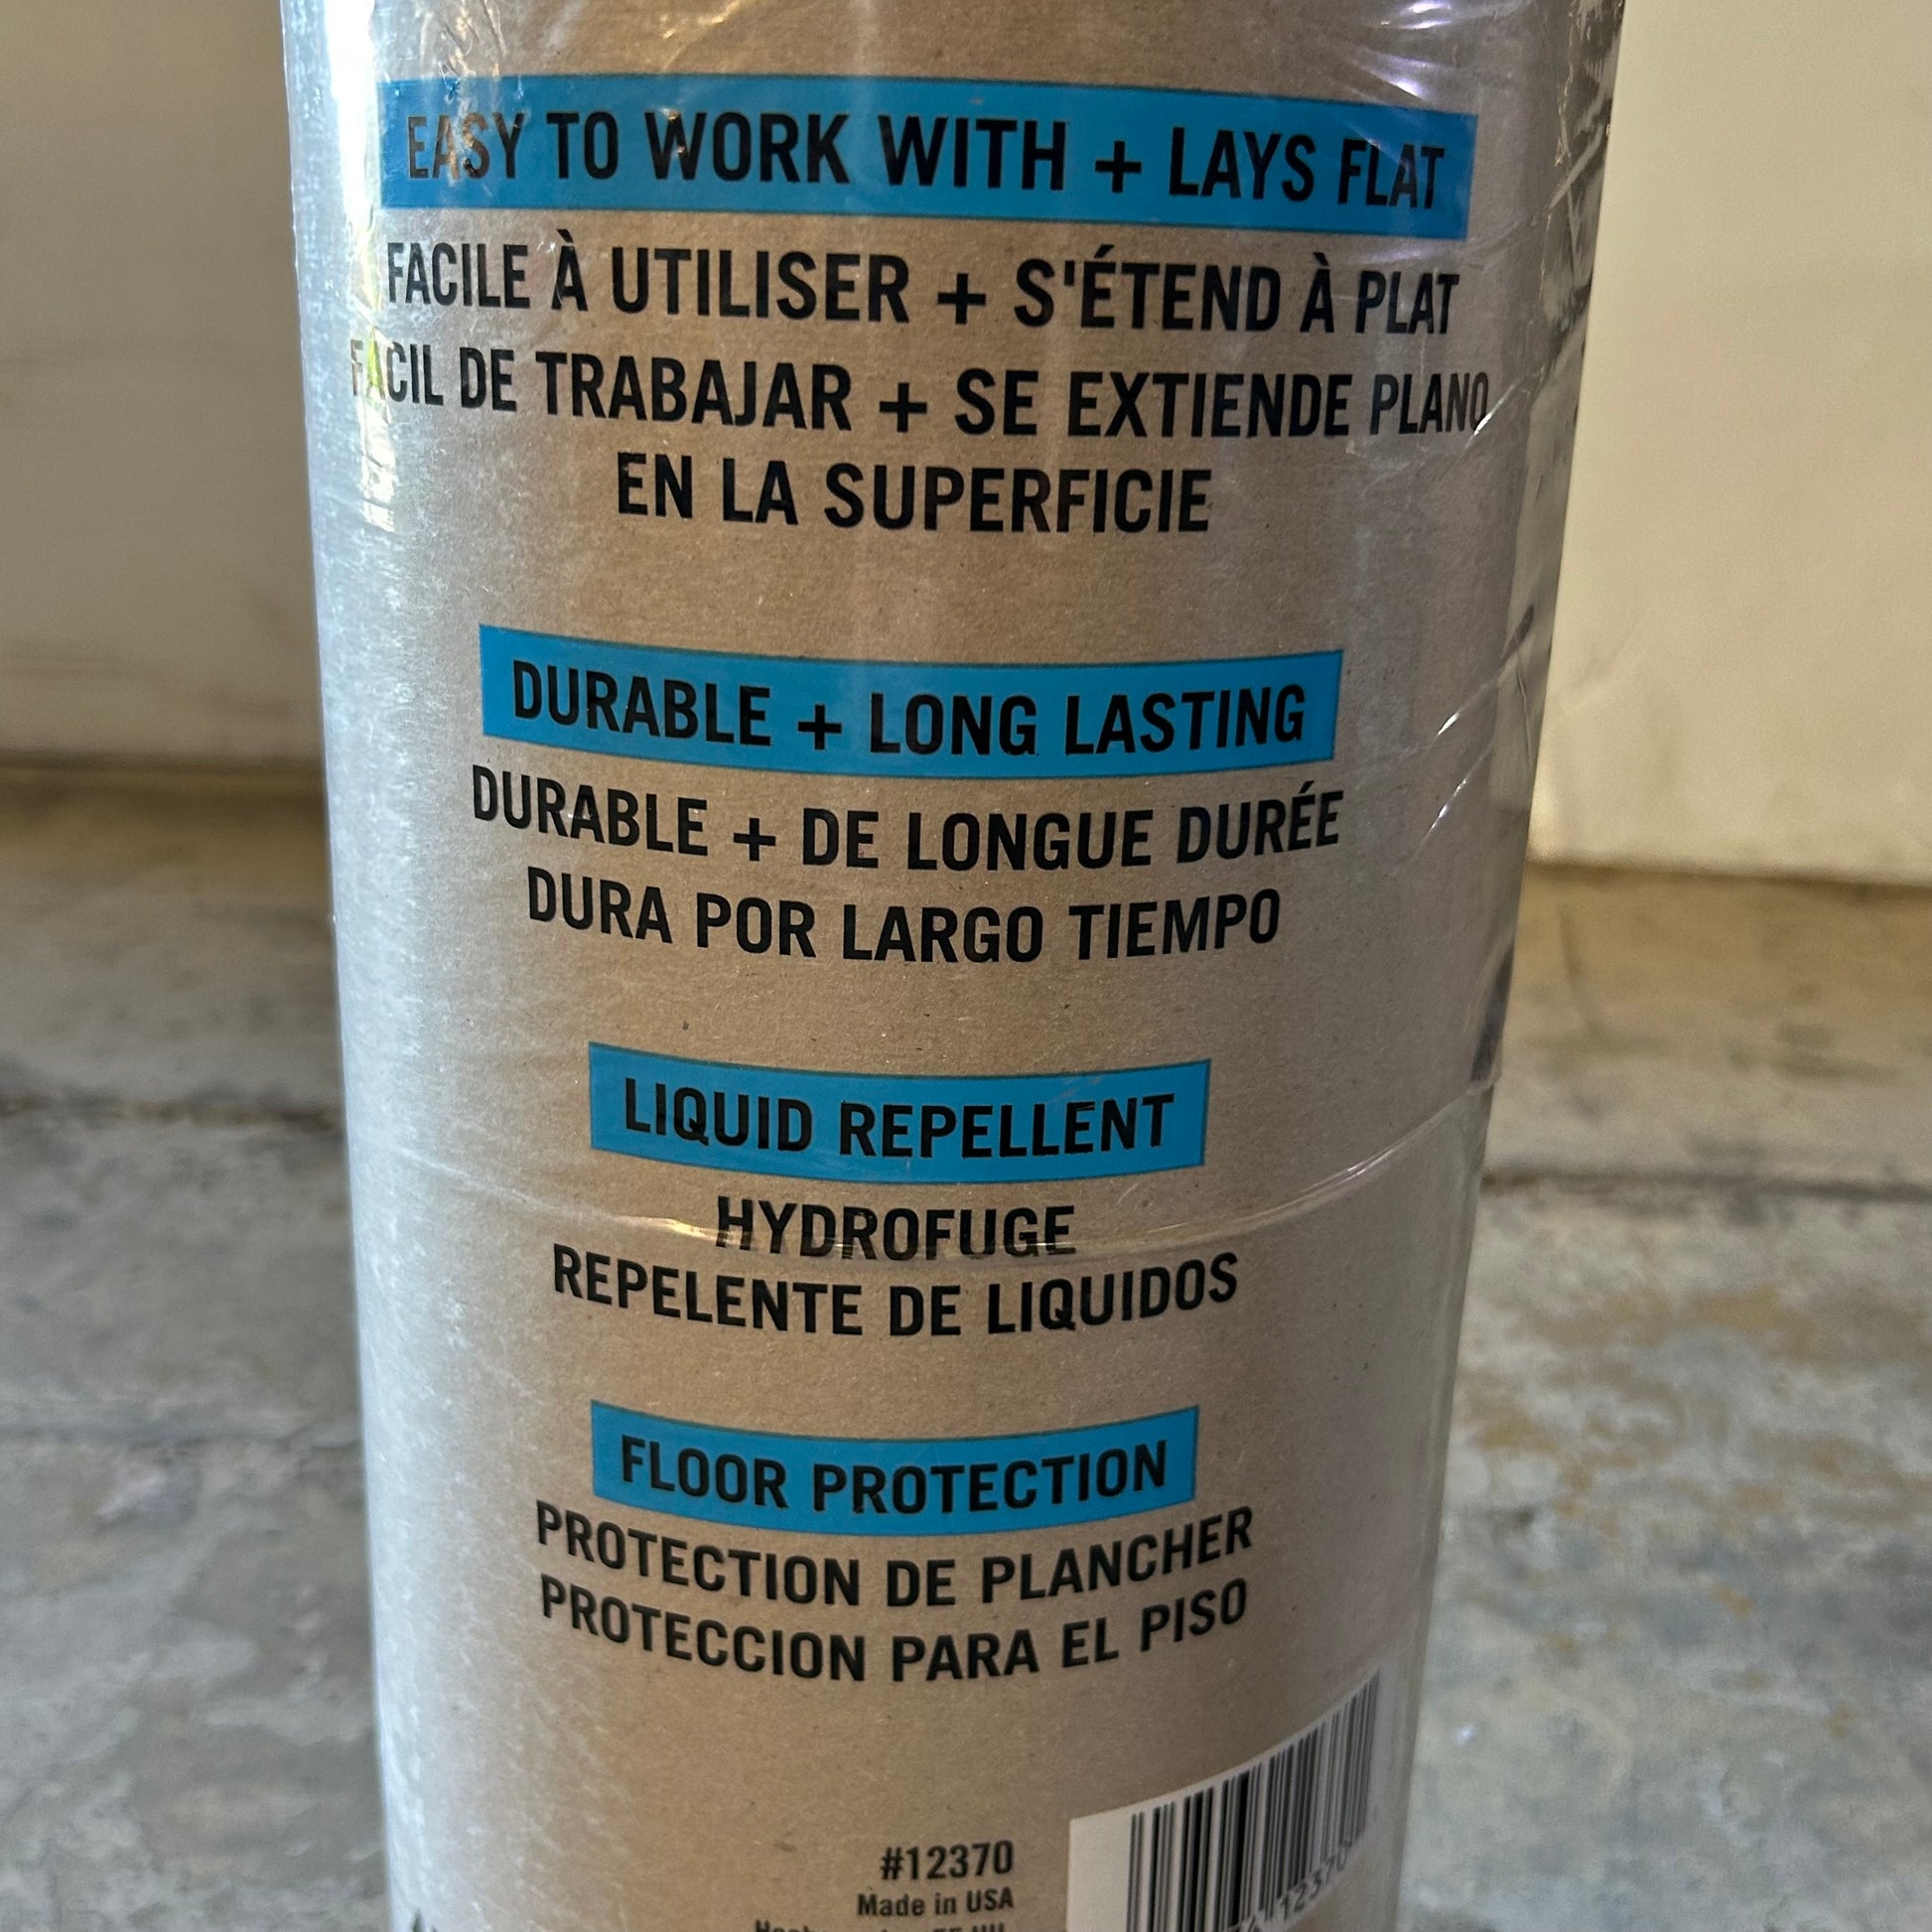 EASY TO WORK WITH + LAYS FLAT
FACILE À UTILISER + S'ÉTEND À PLAT
FACIL DE TRABAJAR + SE EXTIENDE PLANO
EN LA SUPERFICIE
DURABLE + LONG LASTING
DURABLE + DE LONGUE DURÉE
DURA POR LARGO TIEMPO
LIQUID REPELLENT
HYDROFUGE
REPELENTE DE LIQUIDOS
FLOOR PROTECTION
PROTECTION DE PLANCHER
PROTECCION PARA EL PISO
#12370
Made in USA